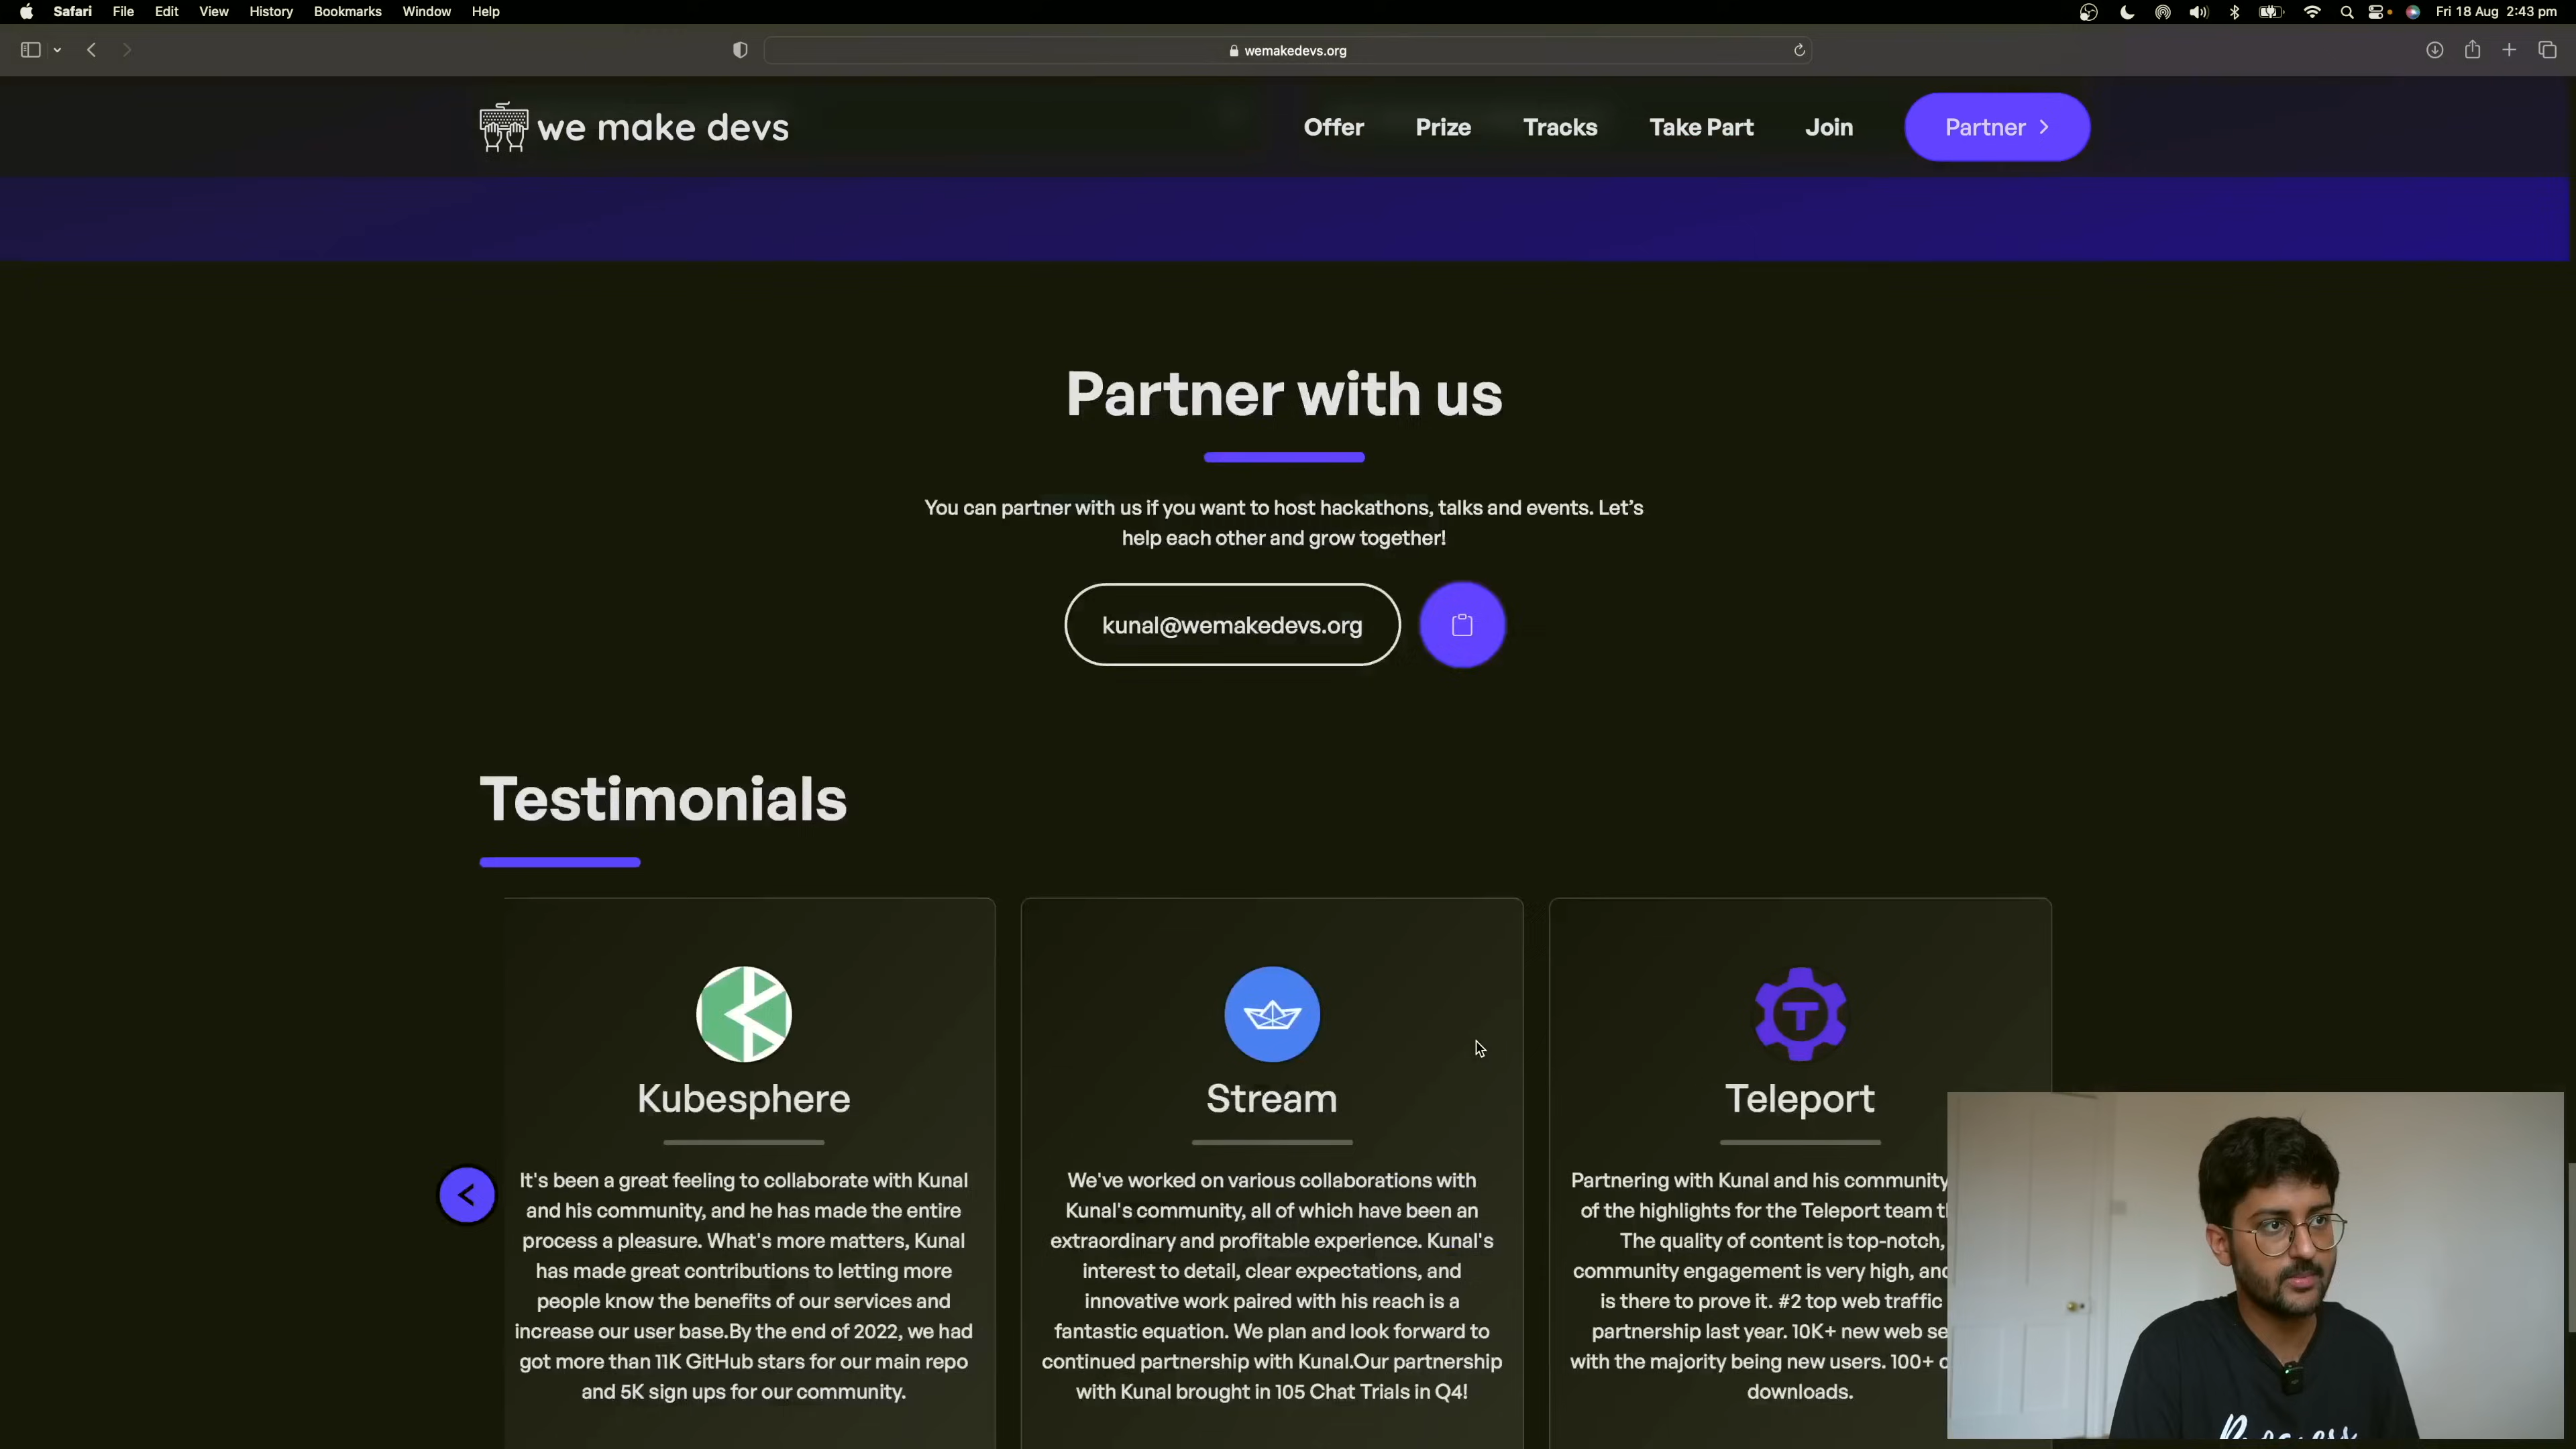 Safari File Edit View History Bookmarks Window Help Fri 18 Aug 2:43 pm
wemakedevs.org
we make devs Offer Prize Tracks Take Part Join Partner >
Partner with us
You can partner with us if you want to host hackathons, talks and events. Let's
help each other and grow together!
kunal@wemakedevs.org
Testimonials
Kubesphere
It's been a great feeling to collaborate with Kunal
and his community, and he has made the entire
process a pleasure. What's more matters, Kunal
has made great contributions to letting more
people know the benefits of our services and
increase our user base.By the end of 2022, we had
got more than 11K GitHub stars for our main repo
and 5K sign ups for our community.
Stream
We've worked on various collaborations with
Kunal's community, all of which have been an
extraordinary and profitable experience. Kunal's
interest to detail, clear expectations, and
innovative work paired with his reach is a
fantastic equation. We plan and look forward to
continued partnership with Kunal.Our partnership
with Kunal brought in 105 Chat Trials in Q4!
T
Teleport
Partnering with Kunal and his community
of the highlights for the Teleport team
The quality of content is top-notch,
community engagement is very high,
is there to prove it. #2 top web traffic
partnership last year. 10K+ new web
with the majority being new users. 100+
downloads.